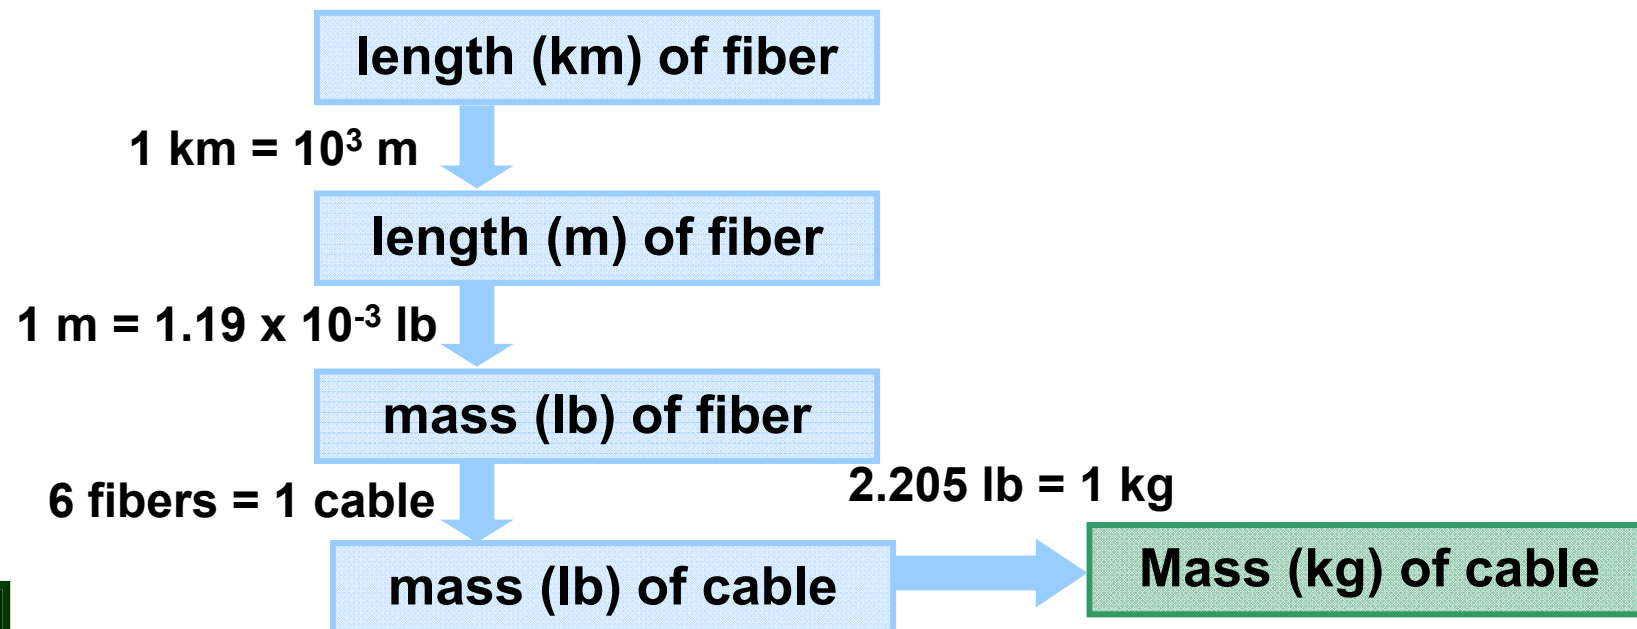 length (km) of fiber
1 km = 10³ m
length (m) of fiber
1 m = 1.19 x 10⁻³ lb
mass (lb) of fiber
6 fibers = 1 cable
2.205 lb = 1 kg
mass (lb) of cable
Mass (kg) of cable